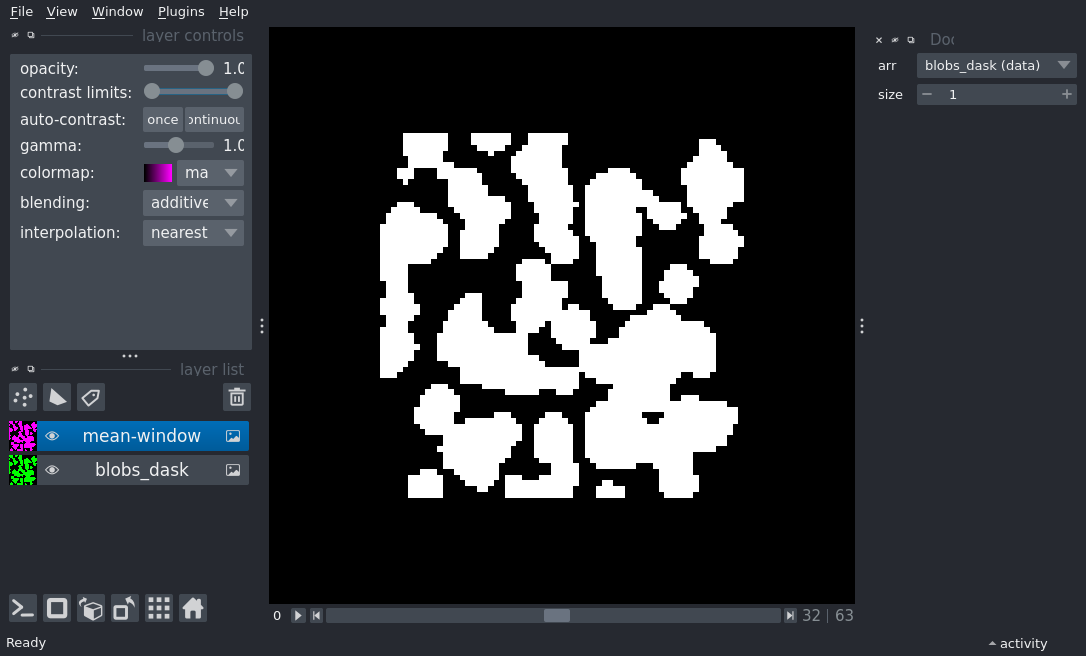 File View Window Plugins Help
layer controls
opacity: 1.0
contrast limits:
auto-contrast: once ontinuou
gamma: 1.0
colormap: ma
blending: additive
interpolation: nearest
layer list
mean-window
blobs_dask
Ready
0 32 | 63
Doc
arr blobs_dask (data)
size 1
activity